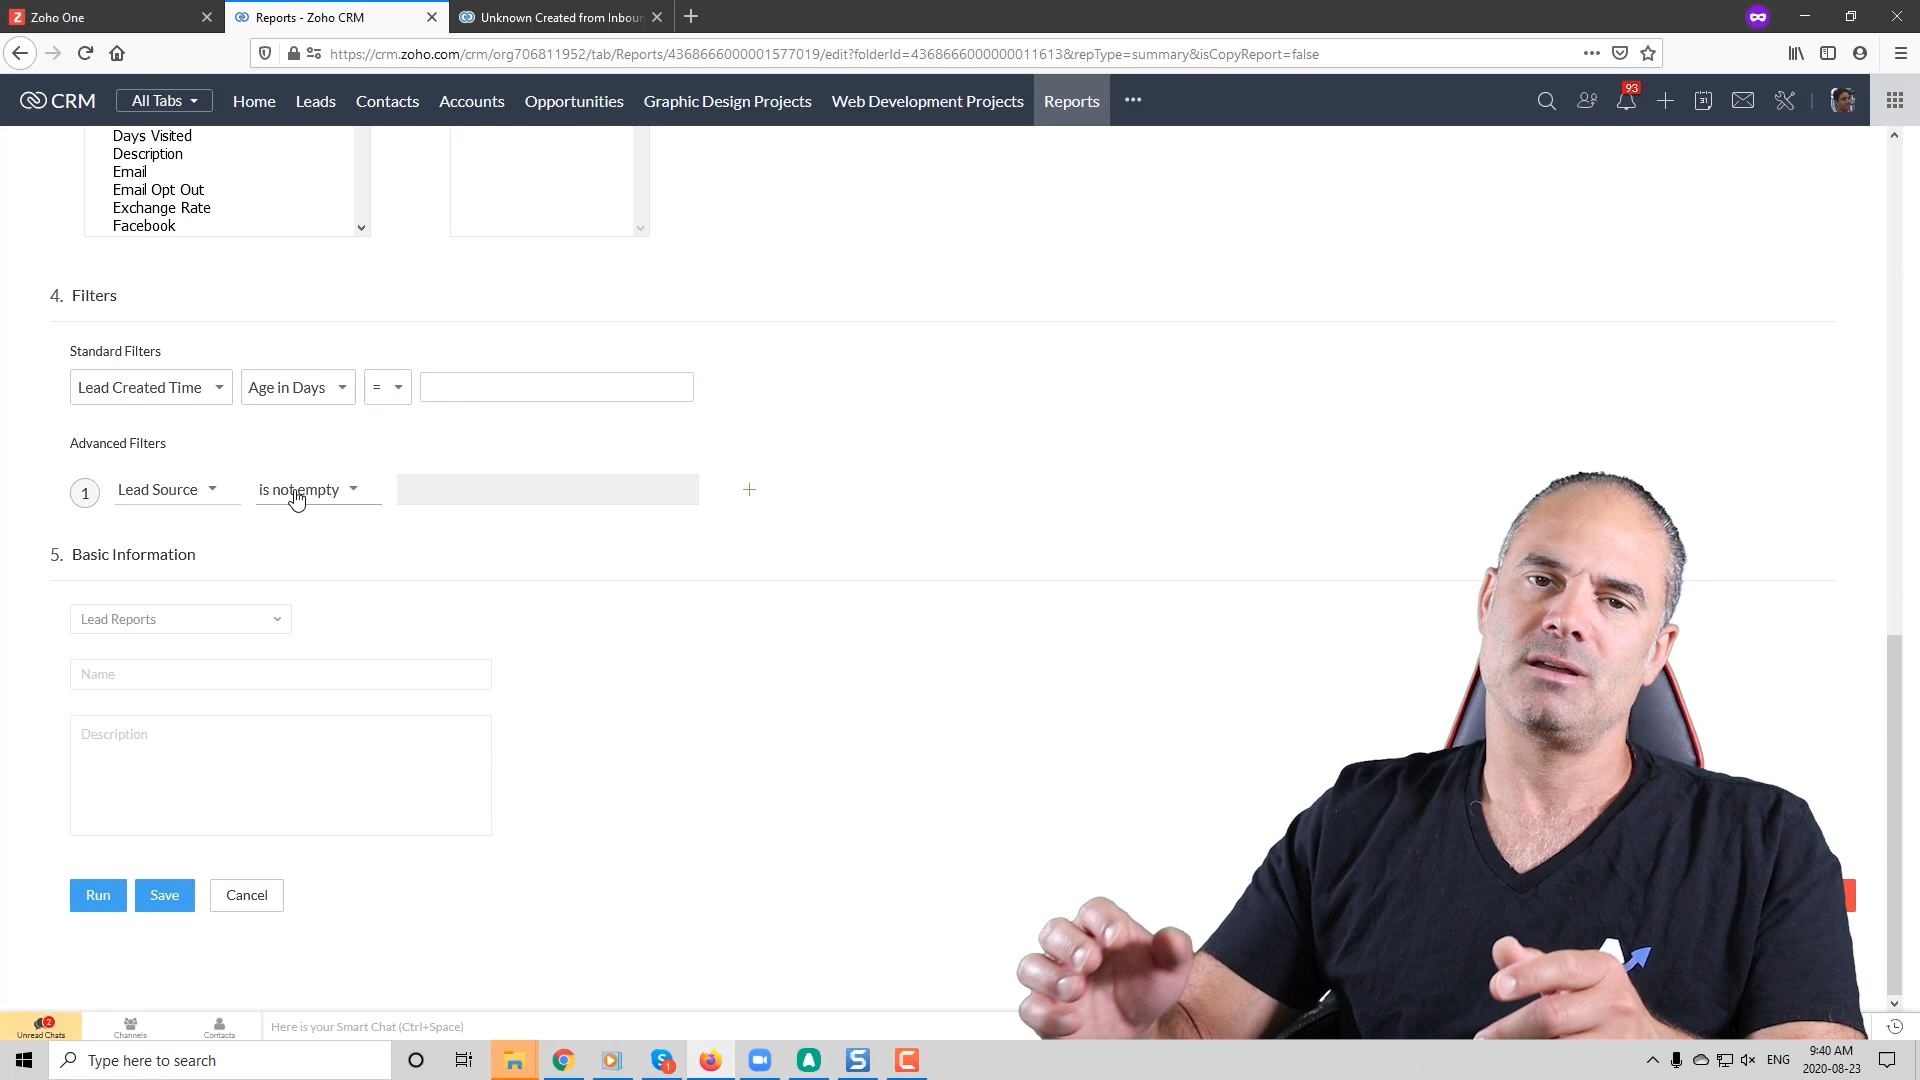 Zoho One
Reports - Zoho CRM
Unknown Created from Inbou
https://crm.zoho.com/crm/org706811952/tab/Reports/4368666000001577019/edit?folderId=4368666000000011613&repType=summary&isCopyReport=false
CRM
All Tabs
Home
Leads
Contacts
Accounts
Opportunities
Graphic Design Projects
Web Development Projects
Reports
93
31
Days Visited
Description
Email
Email Opt Out
Exchange Rate
Facebook
4. Filters
Standard Filters
Lead Created Time
Age in Days
=
Advanced Filters
1
Lead Source
is not empty
5. Basic Information
Lead Reports
Name
Description
Run
Save
Cancel
2
Unread Chats
Channels
Contacts
Here is your Smart Chat (Ctrl+Space)
Type here to search
1
ENG
9:40 AM
2020-08-23